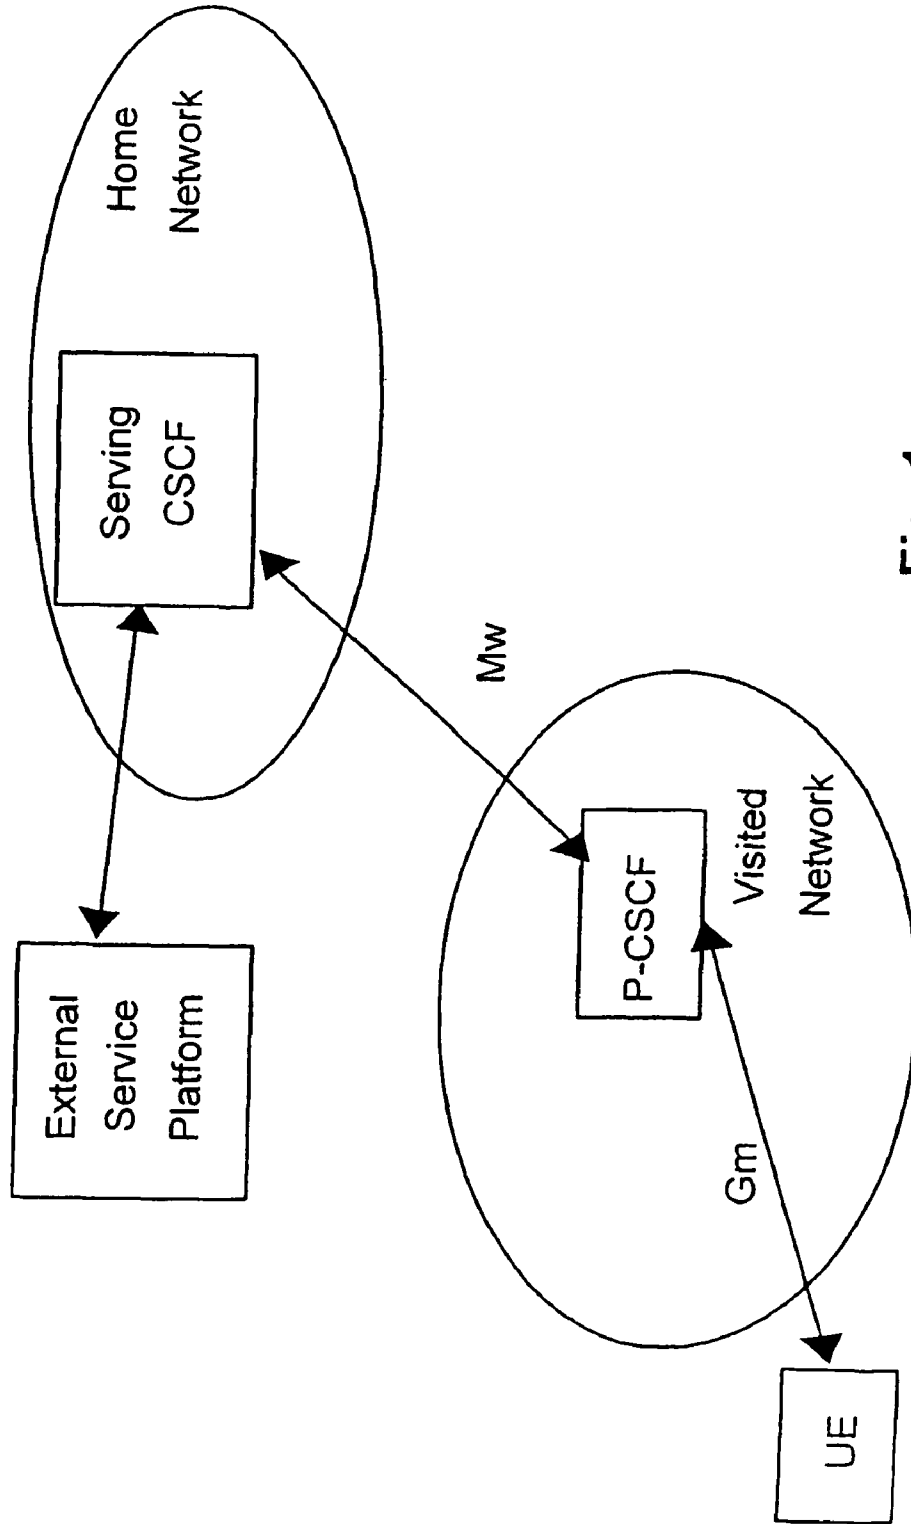 External
Service
Platform
Serving
CSCF
Home
Network
Mw
P-CSCF
Visited
Network
Gm
UE